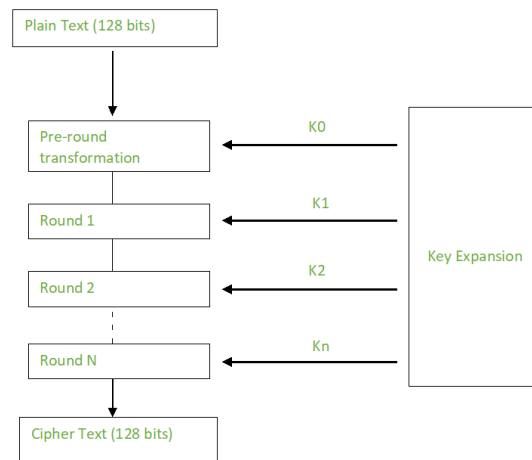 Plain Text (128 bits)
Pre-round
transformation
K0
Round 1
K1
Key Expansion
Round 2
K2
Round N
Kn
Cipher Text (128 bits)